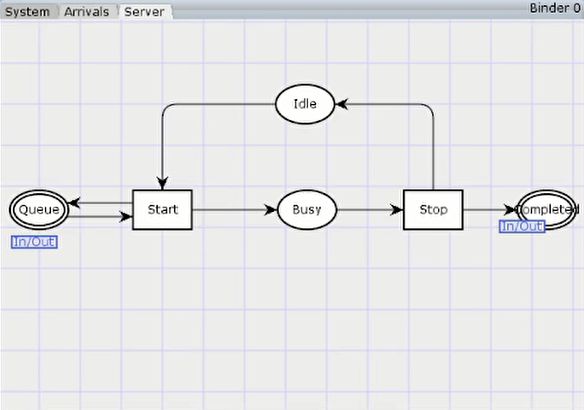 System Arrivals Server Binder 0
Idle
Queue Start Busy Stop Completed
In/Out In/Out